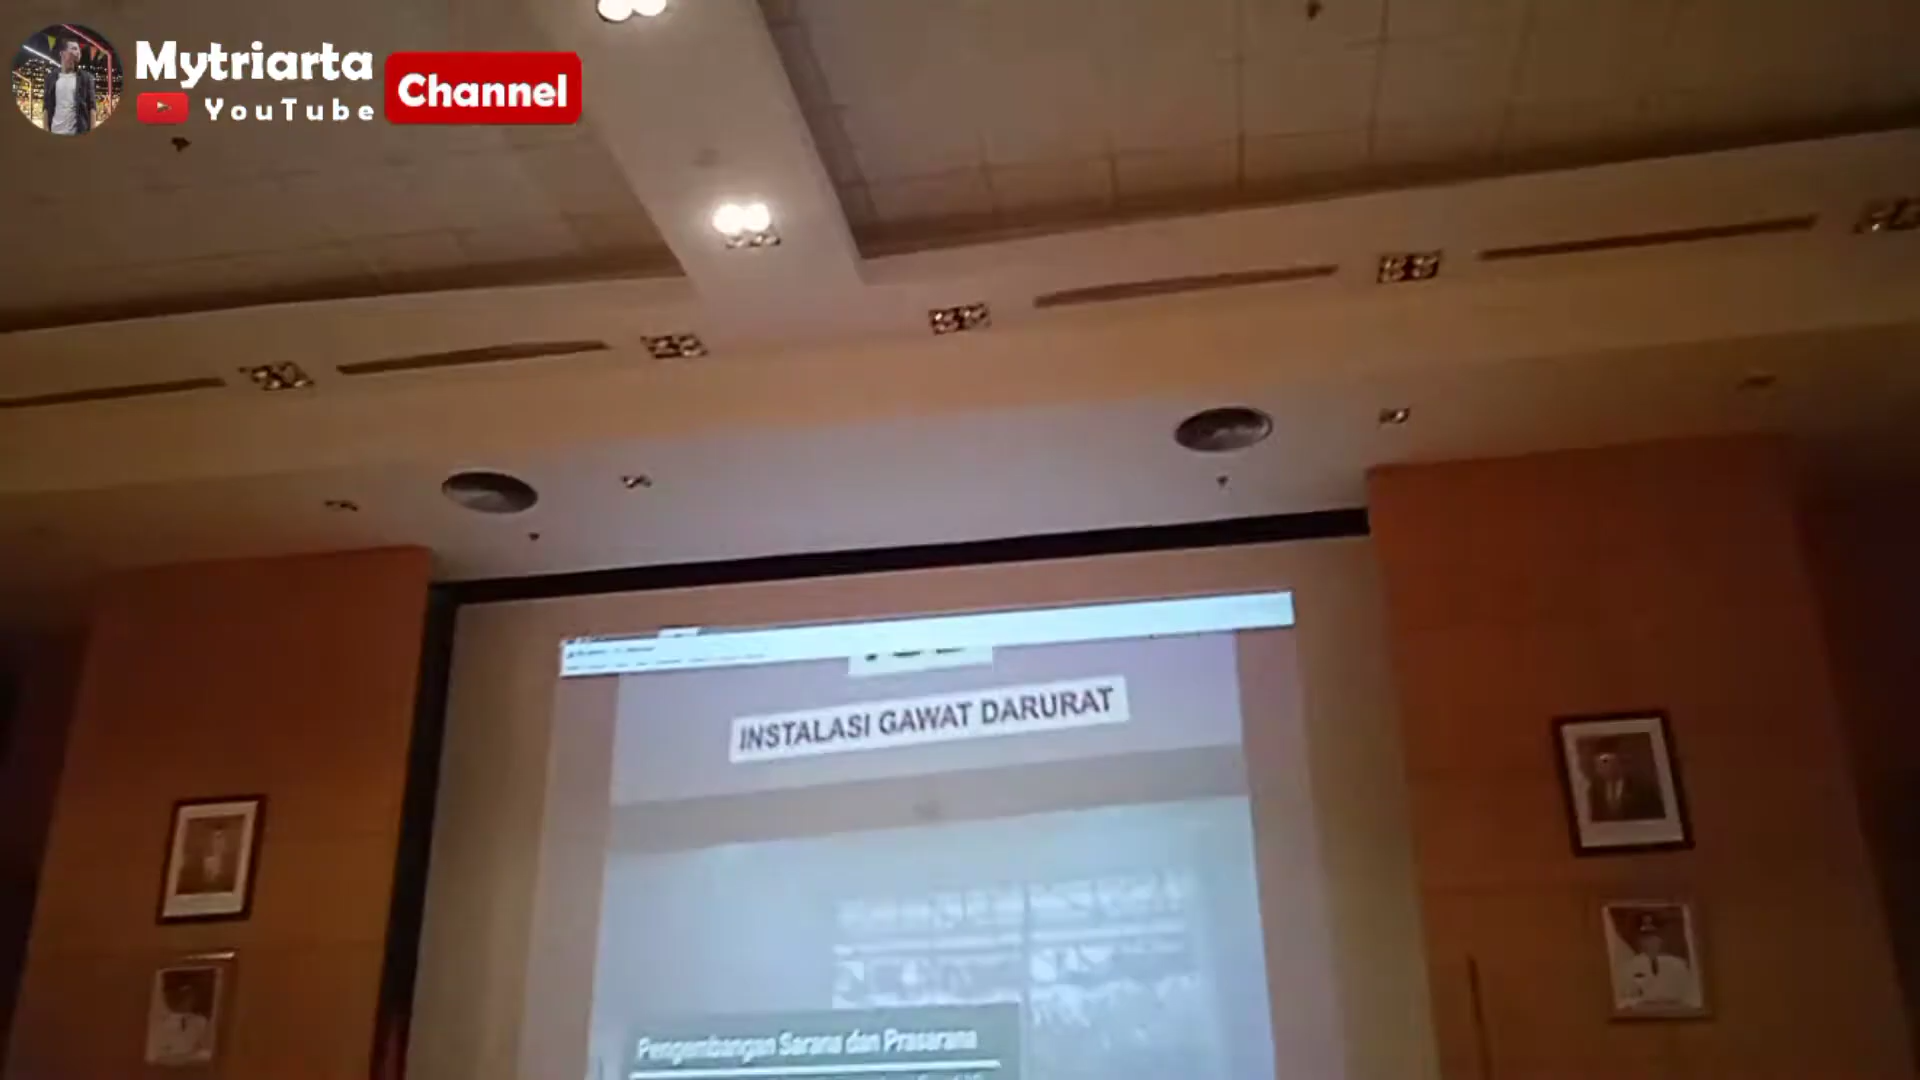 Mytriarta
YouTube
Channel
INSTALASI GAWAT DARURAT
Pengembangan Sarana dan Prasarana